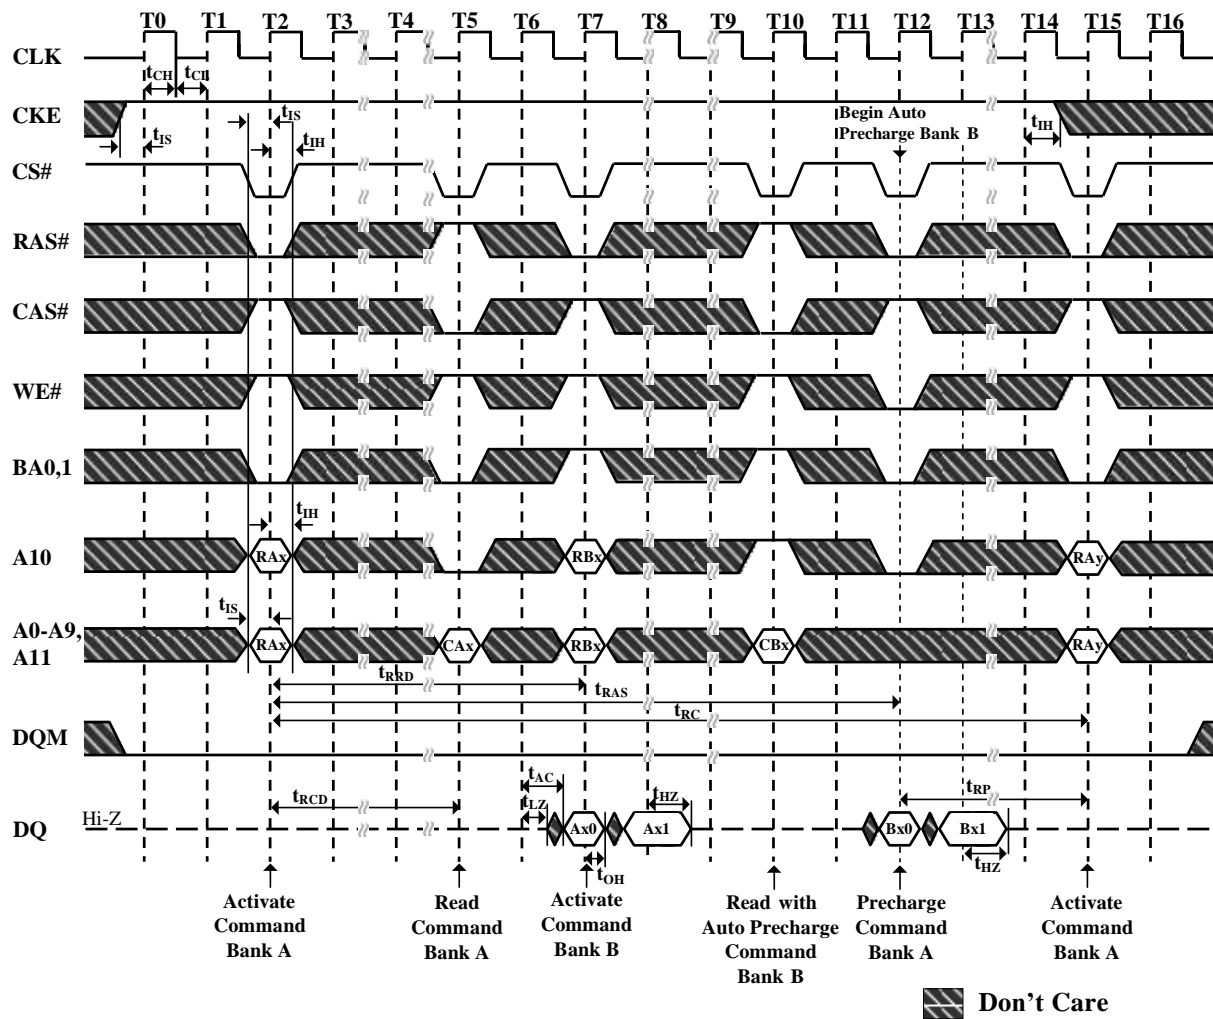 T0 T1 T2 T3 T4 T5 T6 T7 T8 T9 T10 T11 T12 T13 T14 T15 T16
CLK
tCH tCL
CKE
tIS
tIS
tIH
Begin Auto
Precharge Bank B
tIH
CS#
RAS#
CAS#
WE#
BA0,1
tIH
A10
RAx RBx RAy
tIS
A0-A9,
A11
RAx CAx RBx CBx RAy
tRRD
tRAS
tRC
DQM
tRCD
tAC
tLZ
tHZ
tRP
Hi-Z
DQ
Ax0 Ax1 Bx0 Bx1
tOH
tHZ
Activate
Command
Bank A
Read
Command
Bank A
Activate
Command
Bank B
Read with
Auto Precharge
Command
Bank B
Precharge
Command
Bank A
Activate
Command
Bank A
Don't Care